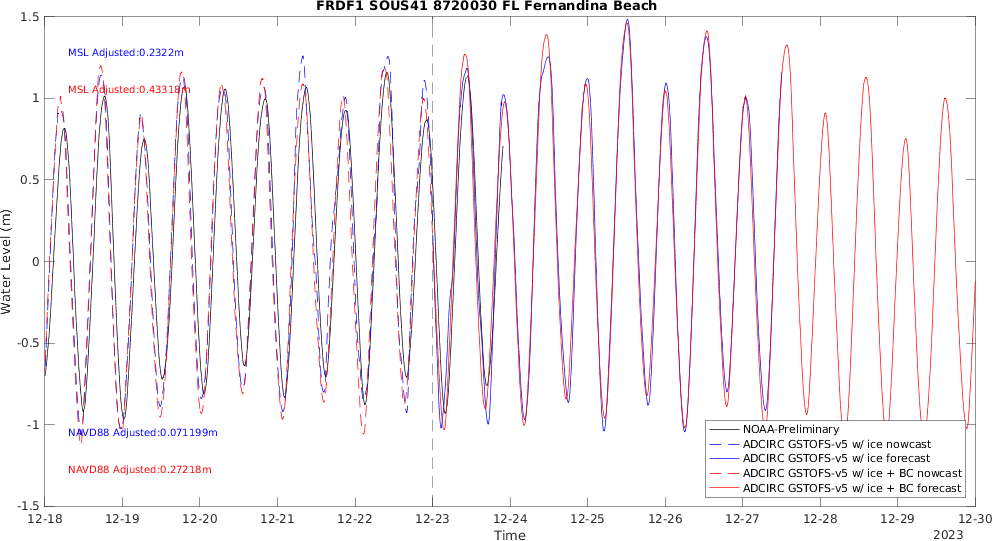 FRDF1 SOUS41 8720030 FL Fernandina Beach
1.5
MSL Adjusted:0.2322m
MSL Adjusted:0.43318m
1
0.5
0
-0.5
-1
-1.5
Water Level (m)
NAVD88 Adjusted:0.071199m
NAVD88 Adjusted:0.27218m
NOAA-Preliminary
ADCIRC GSTOFS-v5 w/ ice nowcast
ADCIRC GSTOFS-v5 w/ ice forecast
ADCIRC GSTOFS-v5 w/ ice + BC nowcast
ADCIRC GSTOFS-v5 w/ ice + BC forecast
12-18 12-19 12-20 12-21 12-22 12-23 12-24 12-25 12-26 12-27 12-28 12-29 12-30
Time
2023